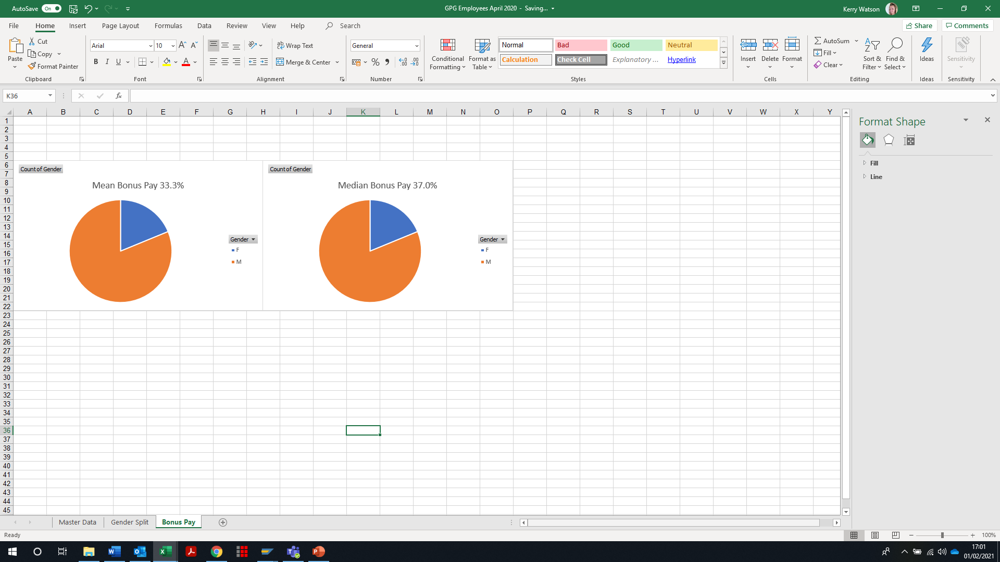 AutoSave On
GPG Employees April 2020 - Saving...
Kerry Watson
File Home Insert Page Layout Formulas Data Review View Help Search
Share Comments
Paste
Cut
Copy
Format Painter
Clipboard
Arial 10
A A
B I U A
Font
Wrap Text
Merge & Center
Alignment
General
% ,
Number
Conditional Formatting
Format as Table
Normal Bad Good Neutral
Calculation Check Cell Explanatory ... Hyperlink
Styles
Insert Delete Format
Cells
AutoSum
Fill
Clear
Sort & Filter
Find & Select
Editing
Ideas
Ideas
Sensitivity
Sensitivity
K36
fx
A B C D E F G H I J K L M N O P Q R S T U V W X Y
1
2
3
4
5
6
7
8
9
10
11
12
13
14
15
16
17
18
19
20
21
22
23
24
25
26
27
28
29
30
31
32
33
34
35
36
37
38
39
40
41
42
43
44
45
Count of Gender
Mean Bonus Pay 33.3%
Gender
F
M
Count of Gender
Median Bonus Pay 37.0%
Gender
F
M
Format Shape
Fill
Line
Master Data Gender Split Bonus Pay
Ready
100%
17:01
01/02/2021